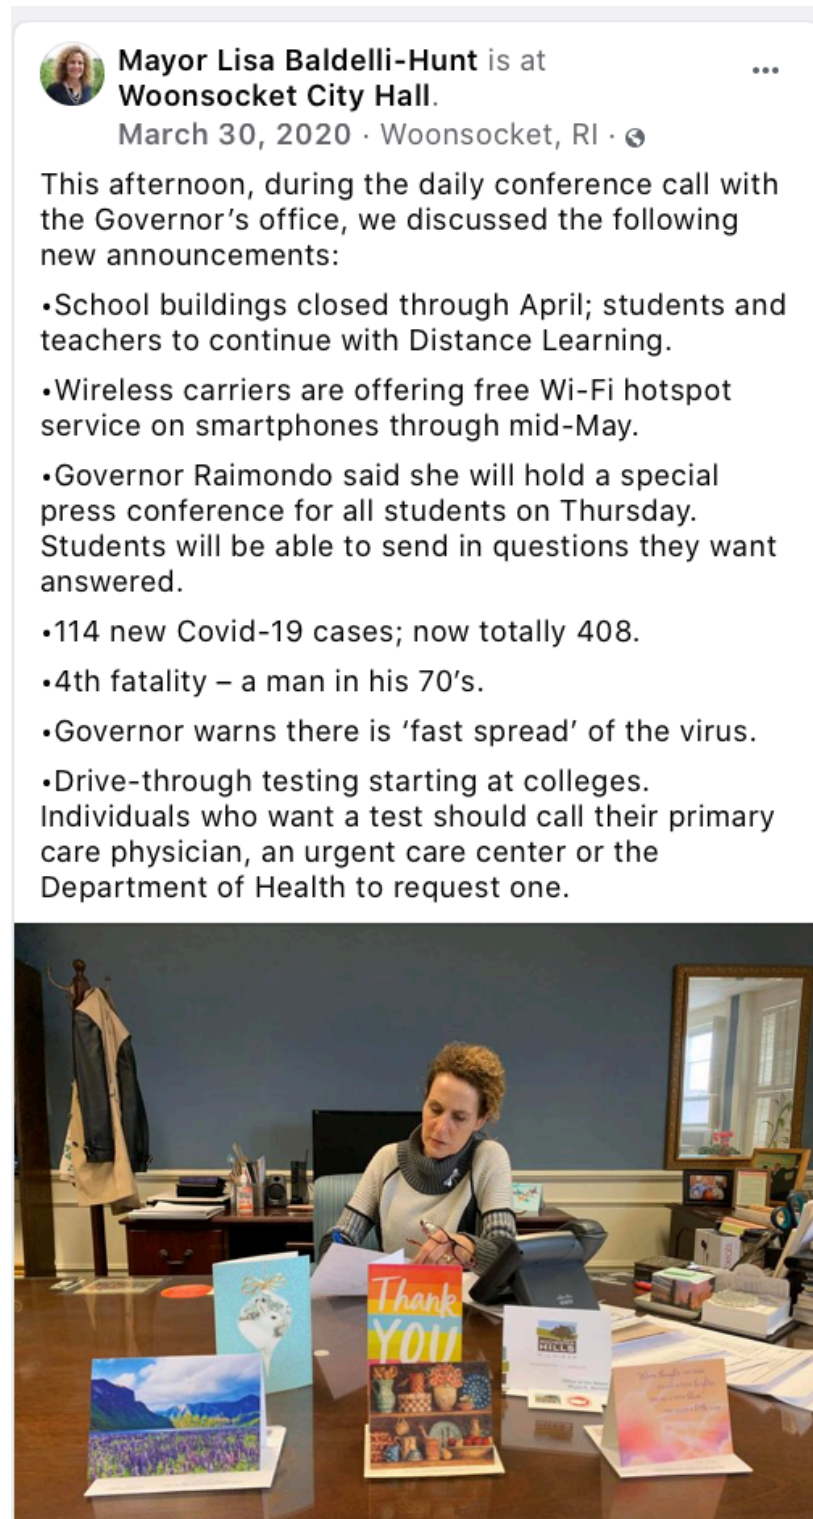 Mayor Lisa Baldelli-Hunt is at
Woonsocket City Hall.
March 30, 2020 · Woonsocket, RI ·
This afternoon, during the daily conference call with
the Governor's office, we discussed the following
new announcements:
•School buildings closed through April; students and
teachers to continue with Distance Learning.
•Wireless carriers are offering free Wi-Fi hotspot
service on smartphones through mid-May.
•Governor Raimondo said she will hold a special
press conference for all students on Thursday.
Students will be able to send in questions they want
answered.
•114 new Covid-19 cases; now totally 408.
•4th fatality – a man in his 70's.
•Governor warns there is ‘fast spread’ of the virus.
•Drive-through testing starting at colleges.
Individuals who want a test should call their primary
care physician, an urgent care center or the
Department of Health to request one.
Thank
YOU
HILLS